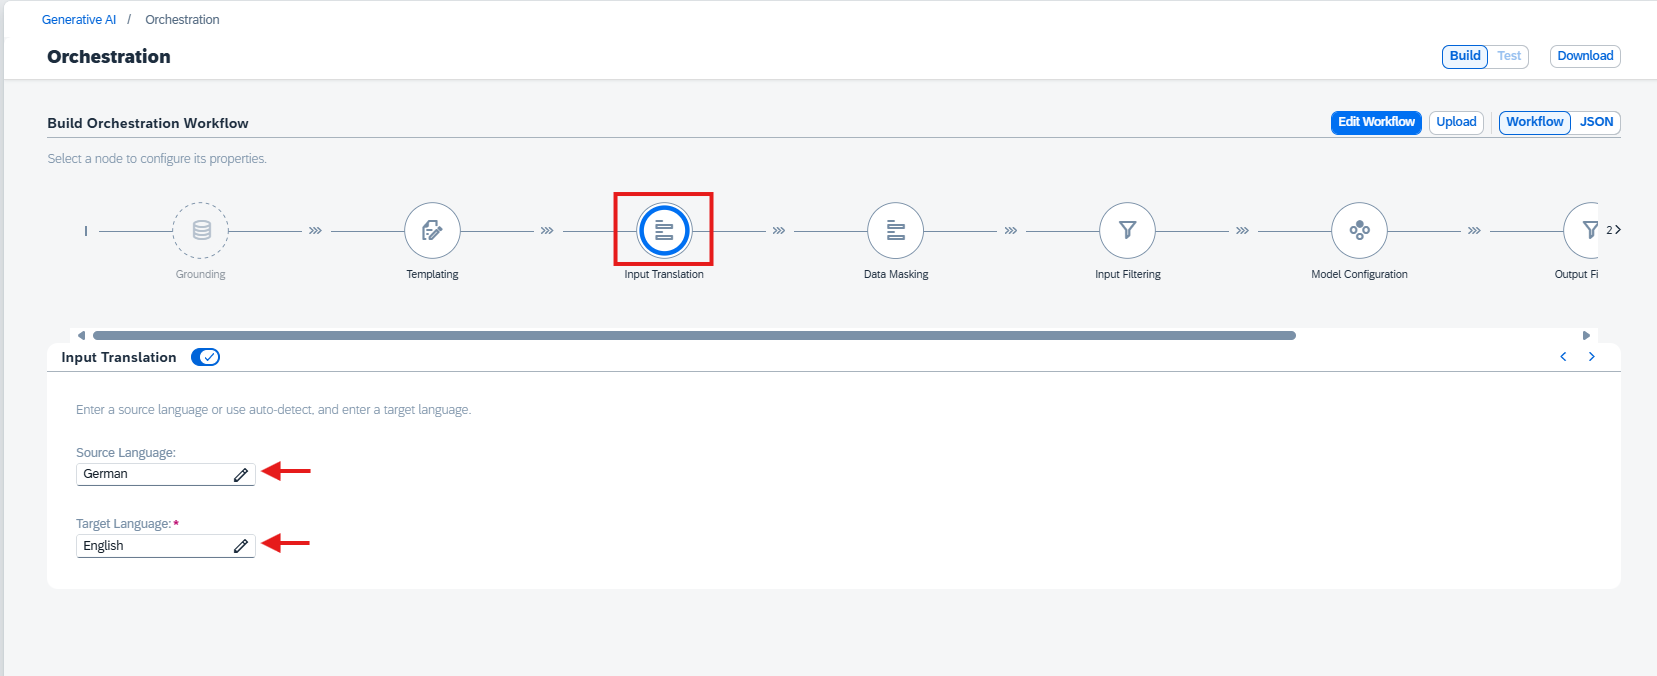 Generative AI / Orchestration
Orchestration
Build Test Download
Build Orchestration Workflow
Edit Workflow Upload Workflow JSON
Select a node to configure its properties.
2
Grounding Templating Input Translation Data Masking Input Filtering Model Configuration Output Fi
Input Translation
Enter a source language or use auto-detect, and enter a target language.
Source Language:
German
Target Language:*
English